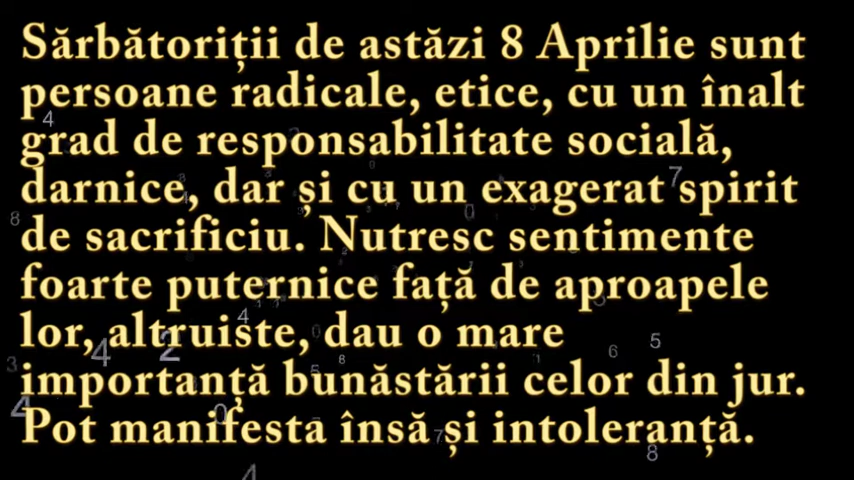 Sărbătoriții de astăzi 8 Aprilie sunt
persoane radicale, etice, cu un înalt
grad de responsabilitate socială,
darnice, dar și cu un exagerat spirit
de sacrificiu. Nutresc sentimente
foarte puternice față de aproapele
lor, altruiste, dau o mare
importanță bunăstării celor din jur.
Pot manifesta însă și intoleranță.